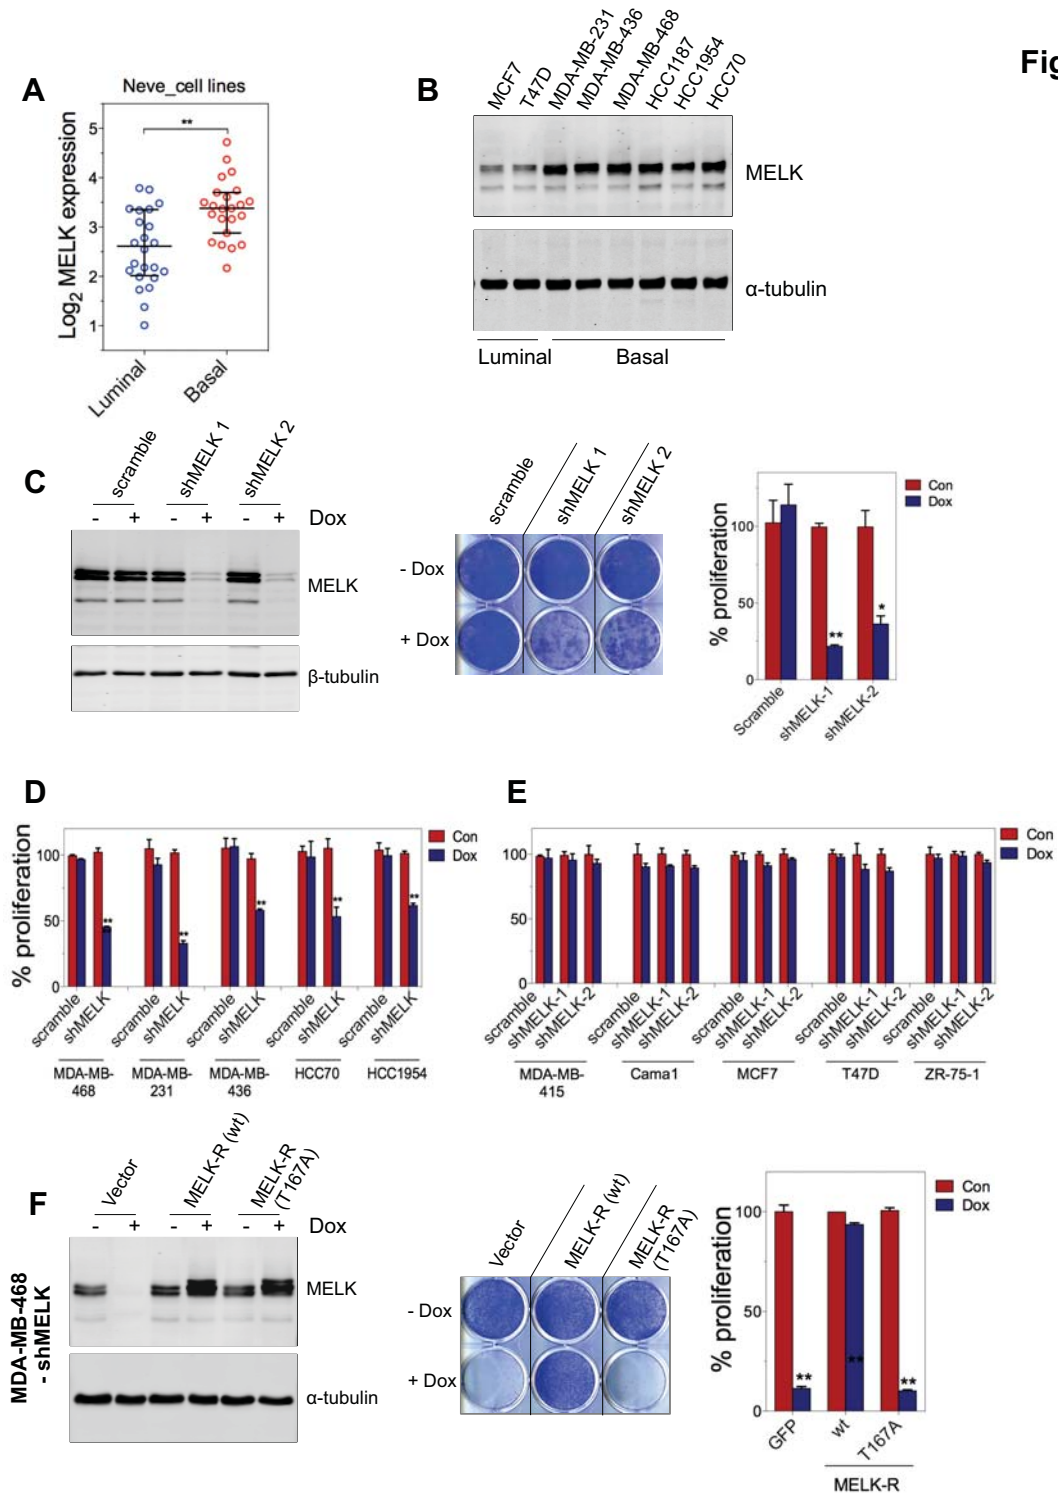 Fig
A
Neve_cell lines
**
5
4
3
2
1
Log2 MELK expression
Luminal
Basal
B
MCF7
T47D
MDA-MB-231
MDA-MB-436
MDA-MB-468
HCC1187
HCC1954
HCC70
MELK
α-tubulin
Luminal
Basal
C
scramble
shMELK 1
shMELK 2
- + - + - +
Dox
MELK
β-tubulin
scramble
shMELK 1
shMELK 2
- Dox
+ Dox
Con
Dox
% proliferation
100
50
0
**
*
Scramble
shMELK-1
shMELK-2
D
Con
Dox
% proliferation
100
50
0
**
**
**
**
**
scramble
shMELK
scramble
shMELK
scramble
shMELK
scramble
shMELK
scramble
shMELK
MDA-MB-
468
MDA-MB-
231
MDA-MB-
436
HCC70
HCC1954
E
Con
Dox
100
50
0
scramble
shMELK-1
shMELK-2
scramble
shMELK-1
shMELK-2
scramble
shMELK-1
shMELK-2
scramble
shMELK-1
shMELK-2
scramble
shMELK-1
shMELK-2
MDA-MB-
415
Cama1
MCF7
T47D
ZR-75-1
F
MDA-MB-468
- shMELK
Vector
MELK-R (wt)
MELK-R
(T167A)
- + - + - +
Dox
MELK
α-tubulin
Vector
MELK-R (wt)
MELK-R
(T167A)
- Dox
+ Dox
Con
Dox
% proliferation
100
50
0
**
**
**
GFP
wt
T167A
MELK-R